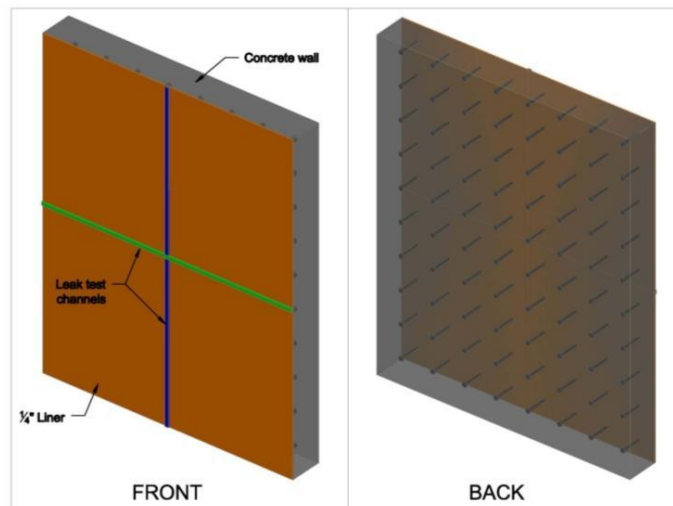 Concrete wall
Leak test
channels
¼" Liner
FRONT
BACK